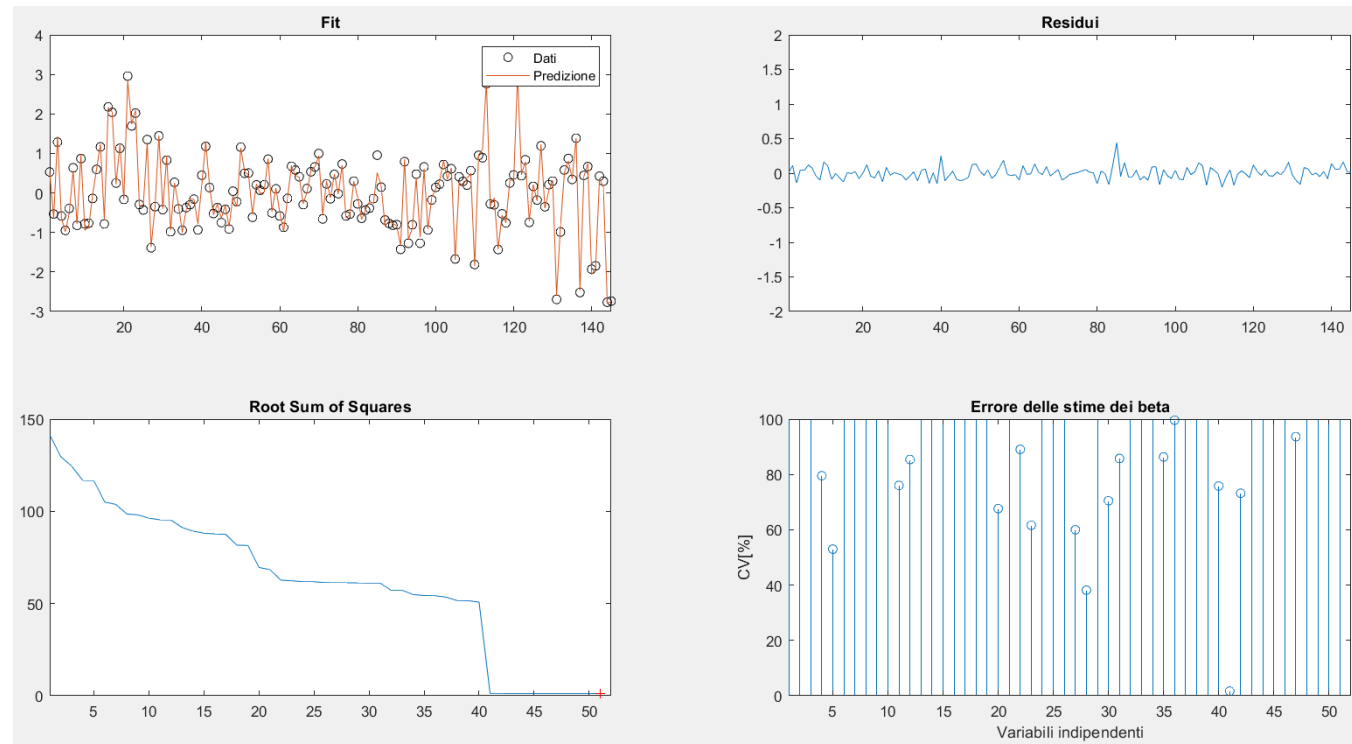 Fit
4
3
2
1
0
-1
-2
-3
20 40 60 80 100 120 140
Dati
Predizione
Residui
2
1.5
1
0.5
0
-0.5
-1
-1.5
-2
20 40 60 80 100 120 140
Root Sum of Squares
150
100
50
0
5 10 15 20 25 30 35 40 45 50
Errore delle stime dei beta
CV[%]
100
80
60
40
20
0
5 10 15 20 25 30 35 40 45 50
Variabili indipendenti